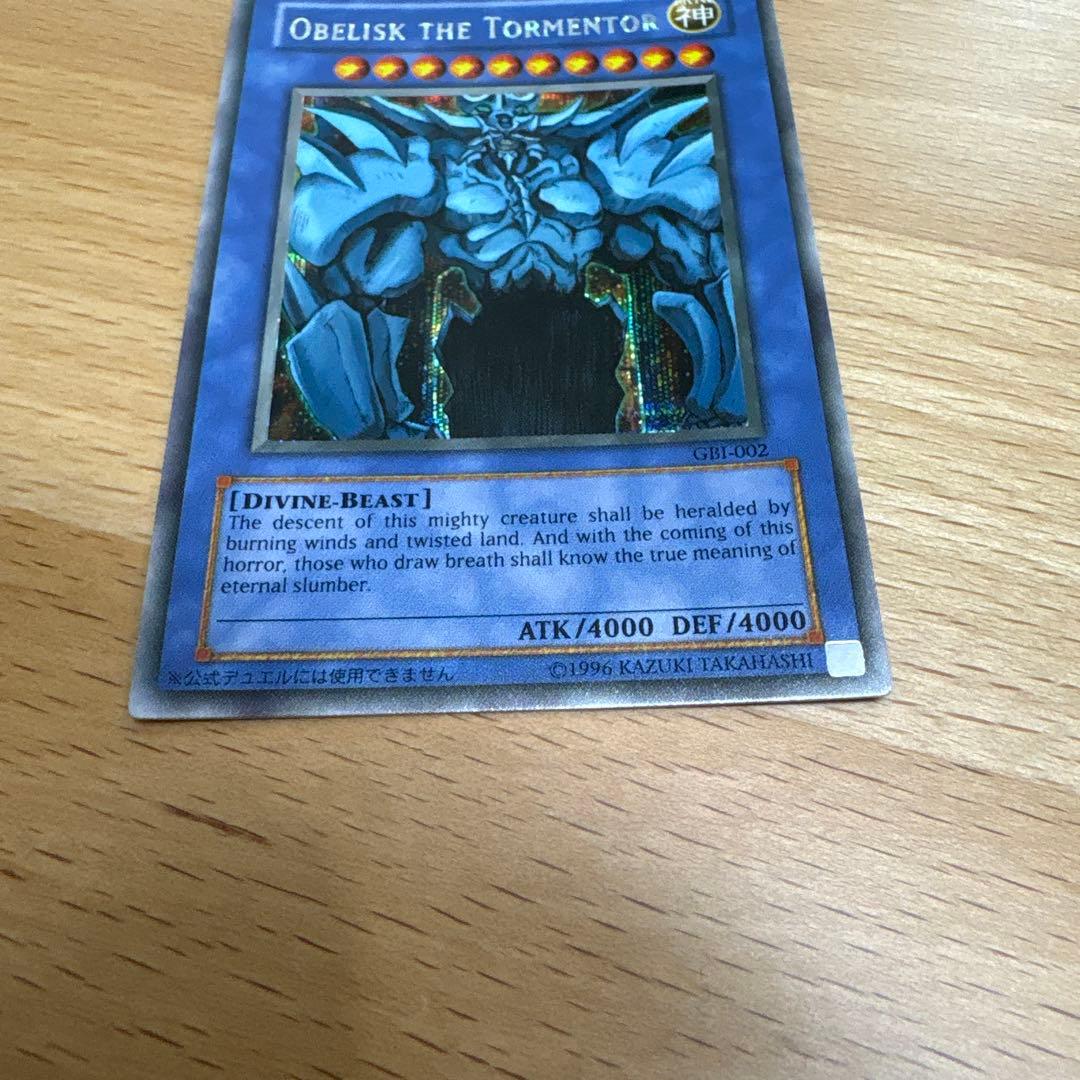 OBELISK THE TORMENTOR
神
GBI-002
[DIVINE-BEAST]
The descent of this mighty creature shall be heralded by
burning winds and twisted land. And with the coming of this
horror, those who draw breath shall know the true meaning of
eternal slumber.
ATK/4000 DEF/4000
※公式デュエルには使用できません
©1996 KAZUKI TAKAHASHI